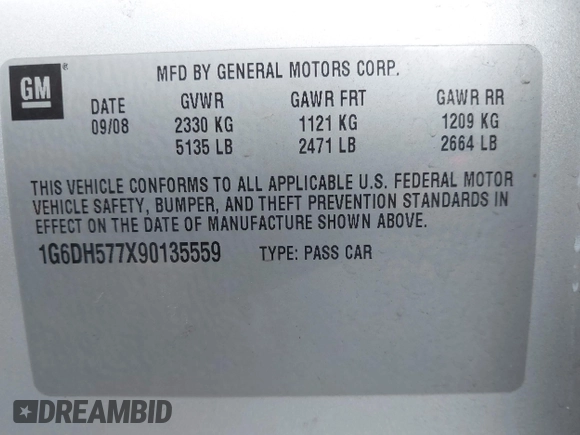 GM
MFD BY GENERAL MOTORS CORP.
DATE GVWR GAWR FRT GAWR RR
09/08 2330 KG 1121 KG 1209 KG
5135 LB 2471 LB 2664 LB
THIS VEHICLE CONFORMS TO ALL APPLICABLE U.S. FEDERAL MOTOR
VEHICLE SAFETY, BUMPER, AND THEFT PREVENTION STANDARDS IN
EFFECT ON THE DATE OF MANUFACTURE SHOWN ABOVE.
1G6DH577X90135559 TYPE: PASS CAR
DREAMBID